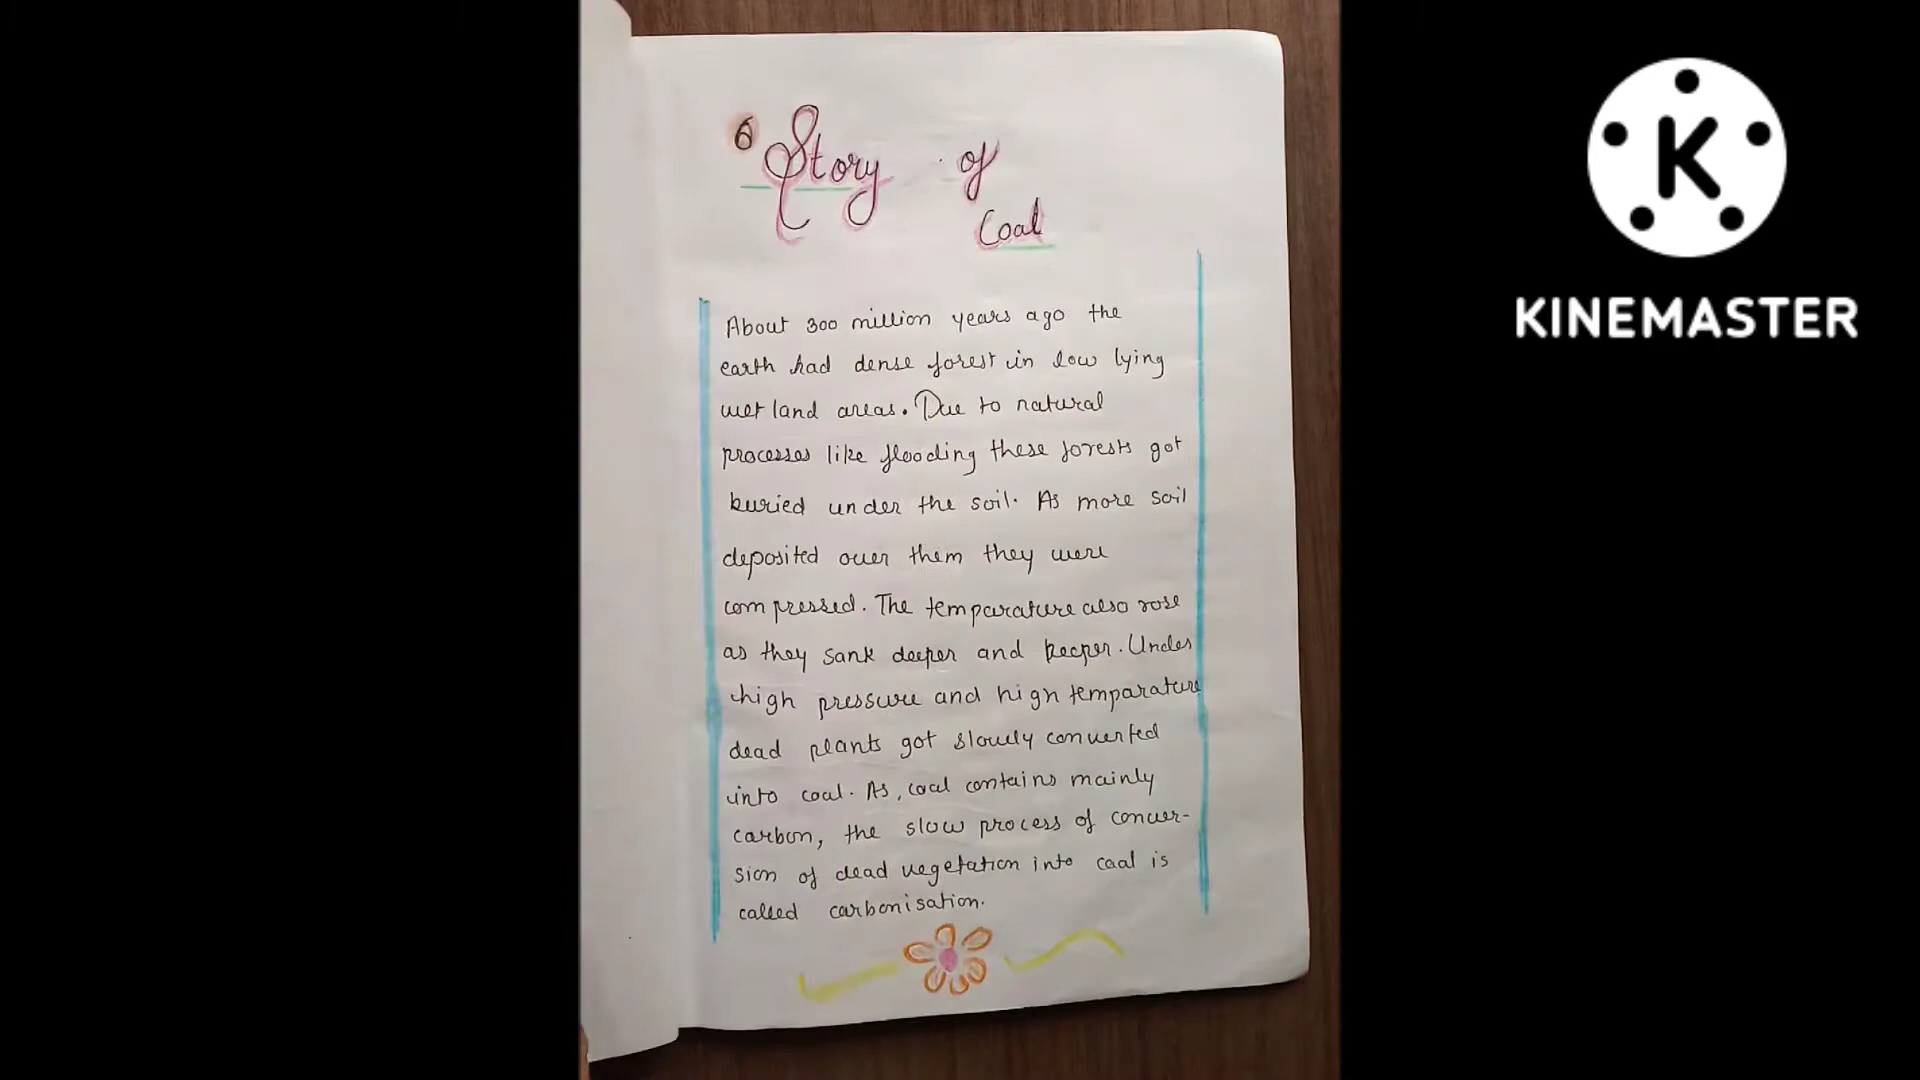 6 Story of
Coal
About 300 million years ago the
earth had dense forest in low lying
wet land areas. Due to natural
processes like flooding these forests got
buried under the soil. As more soil
deposited over them they were
compressed. The temparature also rose
as they sank deeper and keeper. Under
high pressure and high temparature
dead plants got slowly converted
into coal. As, coal contains mainly
carbon, the slow process of conver-
sion of dead vegetation into coal is
called carbonisation.
K
KINEMASTER